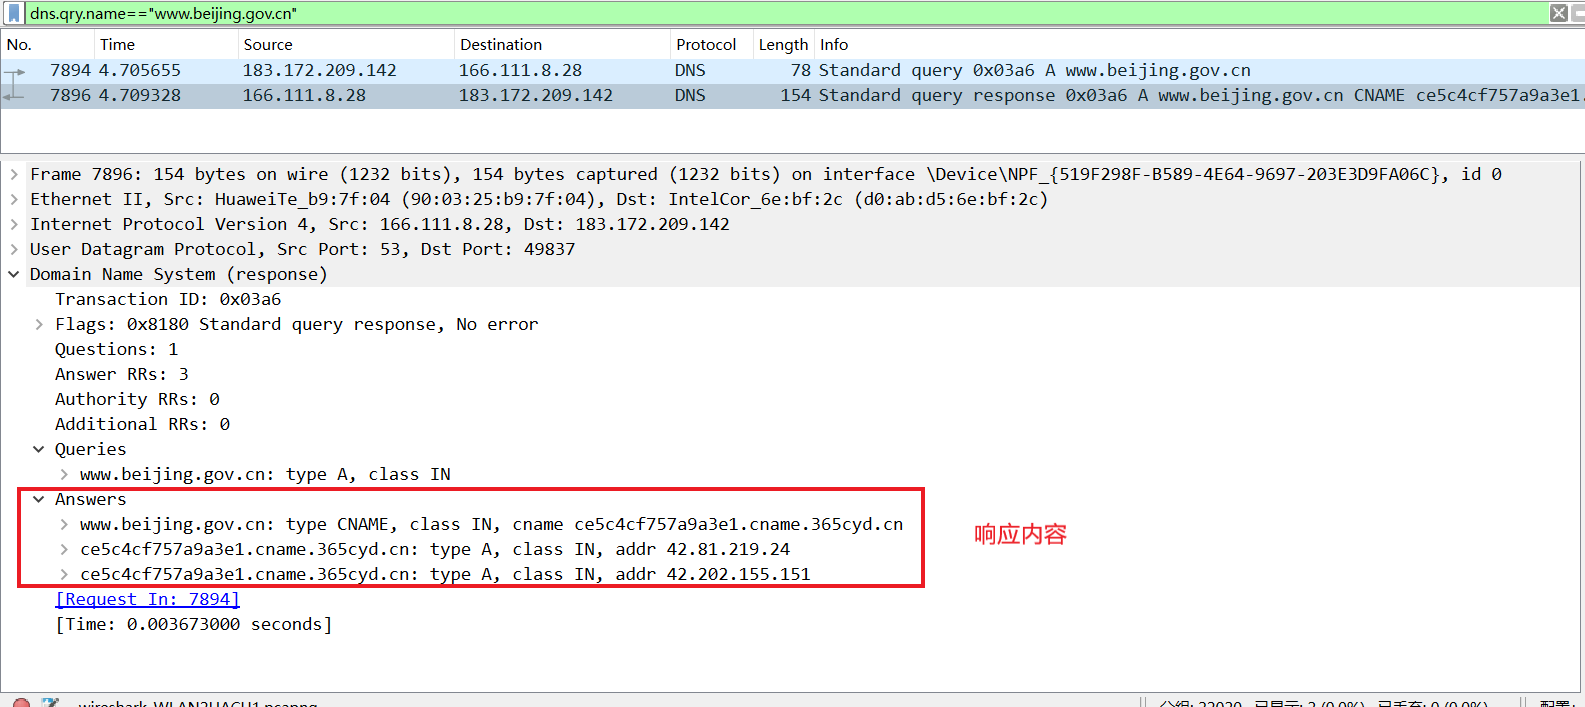 dns.qry.name=="www.beijing.gov.cn"
No. Time Source Destination Protocol Length Info
7894 4.705655 183.172.209.142 166.111.8.28 DNS 78 Standard query 0x03a6 A www.beijing.gov.cn
7896 4.709328 166.111.8.28 183.172.209.142 DNS 154 Standard query response 0x03a6 A www.beijing.gov.cn CNAME ce5c4cf757a9a3e1.
Frame 7896: 154 bytes on wire (1232 bits), 154 bytes captured (1232 bits) on interface \Device\NPF_{519F298F-B589-4E64-9697-203E3D9FA06C}, id 0
Ethernet II, Src: HuaweiTe_b9:7f:04 (90:03:25:b9:7f:04), Dst: IntelCor_6e:bf:2c (d0:ab:d5:6e:bf:2c)
Internet Protocol Version 4, Src: 166.111.8.28, Dst: 183.172.209.142
User Datagram Protocol, Src Port: 53, Dst Port: 49837
Domain Name System (response)
Transaction ID: 0x03a6
Flags: 0x8180 Standard query response, No error
Questions: 1
Answer RRs: 3
Authority RRs: 0
Additional RRs: 0
Queries
www.beijing.gov.cn: type A, class IN
Answers
www.beijing.gov.cn: type CNAME, class IN, cname ce5c4cf757a9a3e1.cname.365cyd.cn
响应内容
ce5c4cf757a9a3e1.cname.365cyd.cn: type A, class IN, addr 42.81.219.24
ce5c4cf757a9a3e1.cname.365cyd.cn: type A, class IN, addr 42.202.155.151
[Request In: 7894]
[Time: 0.003673000 seconds]